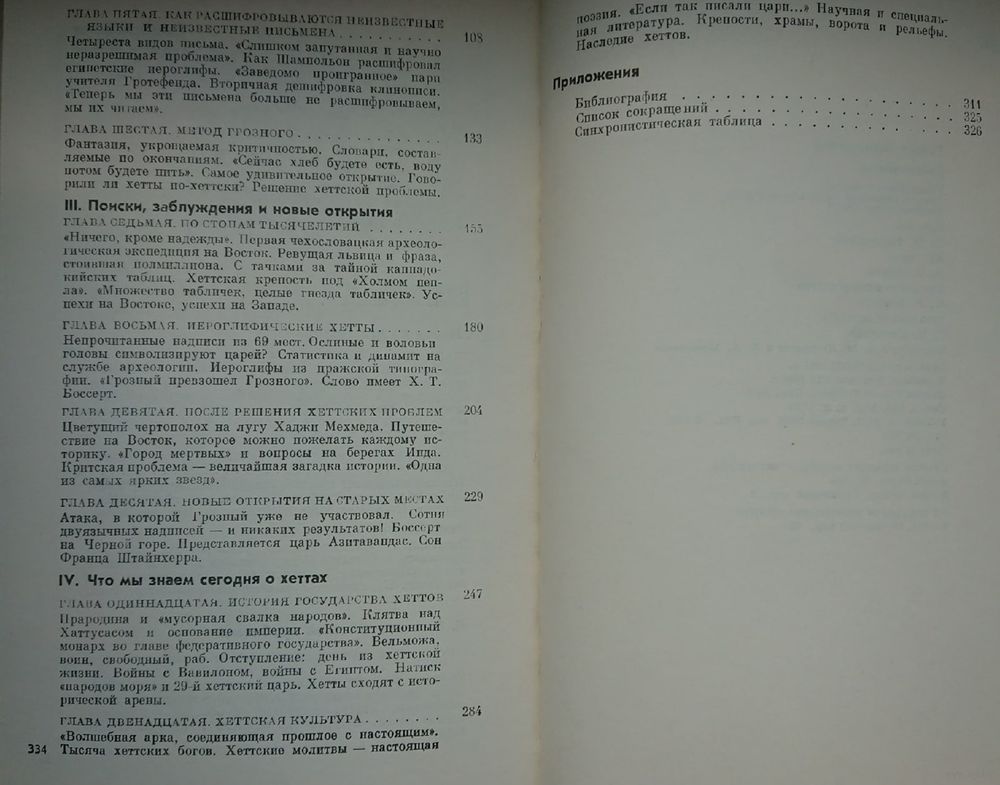 ГЛАВА ПЯТАЯ. КАК РАСШИФРОВЫВАЮТСЯ НЕИЗВЕСТНЫЕ
ЯЗЫКИ И НЕИЗВЕСТНЫЕ ПИСЬМЕНА . . . . . . . . . . 108
Четыреста видов письма. «Слишком запутанная и научно
неразрешимая проблема». Как Шампольон расшифровал
египетские иероглифы. «Заведомо проигранное» пари
учителя Гротефенда. Вторичная дешифровка клинописи.
«Теперь мы эти письмена больше не расшифровываем,
мы их читаем».
ГЛАВА ШЕСТАЯ. МЕТОД ГРОЗНОГО . . . . . . . . . . . 133
Фантазия, укрощаемая критичностью. Словари, состав-
ляемые по окончаниям. «Сейчас хлеб будете есть, воду
потом будете пить». Самое удивительное открытие. Гово-
рили ли хетты по-хеттски? Решение хеттской проблемы.
III. Поиски, заблуждения и новые открытия
ГЛАВА СЕДЬМАЯ. ПО СТОПАМ ТЫСЯЧЕЛЕТИЙ . . . . . . . . 155
«Ничего, кроме надежды». Первая чехословацкая археоло-
гическая экспедиция на Восток. Ревущая львица и фраза,
стоившая полмиллиона. С тачками за тайной каппадо-
кийских таблиц. Хеттская крепость под «Холмом пеп-
ла». «Множество табличек, целые гнезда табличек». Ус-
пехи на Востоке, успехи на Западе.
ГЛАВА ВОСЬМАЯ. ИЕРОГЛИФИЧЕСКИЕ ХЕТТЫ . . . . . . . 180
Непрочитанные надписи из 69 мест. Ослиные и воловьи
головы символизируют царей? Статистика и динамит на
службе археологии. Иероглифы из пражской типогра-
фии. «Грозный превзошел Грозного». Слово имеет Х. Т.
Боссерт.
ГЛАВА ДЕВЯТАЯ. ПОСЛЕ РЕШЕНИЯ ХЕТТСКИХ ПРОБЛЕМ 204
Цветущий чертополох на лугу Хаджи Мехмеда. Путеше-
ствие на Восток, которое можно пожелать каждому ис-
торику. «Город мертвых» и вопросы на берегах Инда.
Критская проблема — величайшая загадка истории. «Одна
из самых ярких звезд».
ГЛАВА ДЕСЯТАЯ. НОВЫЕ ОТКРЫТИЯ НА СТАРЫХ МЕСТАХ 229
Атака, в которой Грозный уже не участвовал. Сотни
двуязычных надписей — и никаких результатов! Боссерт
на Черной горе. Представляется царь Азитавандас. Сон
Франца Штайнхерра.
IV. Что мы знаем сегодня о хеттах
ГЛАВА ОДИННАДЦАТАЯ. ИСТОРИЯ ГОСУДАРСТВА ХЕТТОВ 247
Прародина и «мусорная свалка народов». Клятва над
Хаттусасом и основание империи. «Конституционный
монарх во главе федеративного государства». Вельможа,
воин, свободный, раб. Отступление: день из хеттской
жизни. Войны с Вавилоном, войны с Египтом. Натиск
«народов моря» и 29-й хеттский царь. Хетты сходят с исто-
рической арены.
ГЛАВА ДВЕНАДЦАТАЯ. ХЕТТСКАЯ КУЛЬТУРА . . . . . . . . 284
«Волшебная арка, соединяющая прошлое с настоящим».
334 Тысяча хеттских богов. Хеттские молитвы — настоящая
поэзия. «Если так писали цари...» Научная и специаль-
ная литература. Крепости, храмы, ворота и рельефы.
Наследие хеттов.
Приложения
Библиография . . . . . . . . . . . . . . . . . 311
Список сокращений . . . . . . . . . . . . . . . 325
Синхронистическая таблица . . . . . . . . . . . . 326